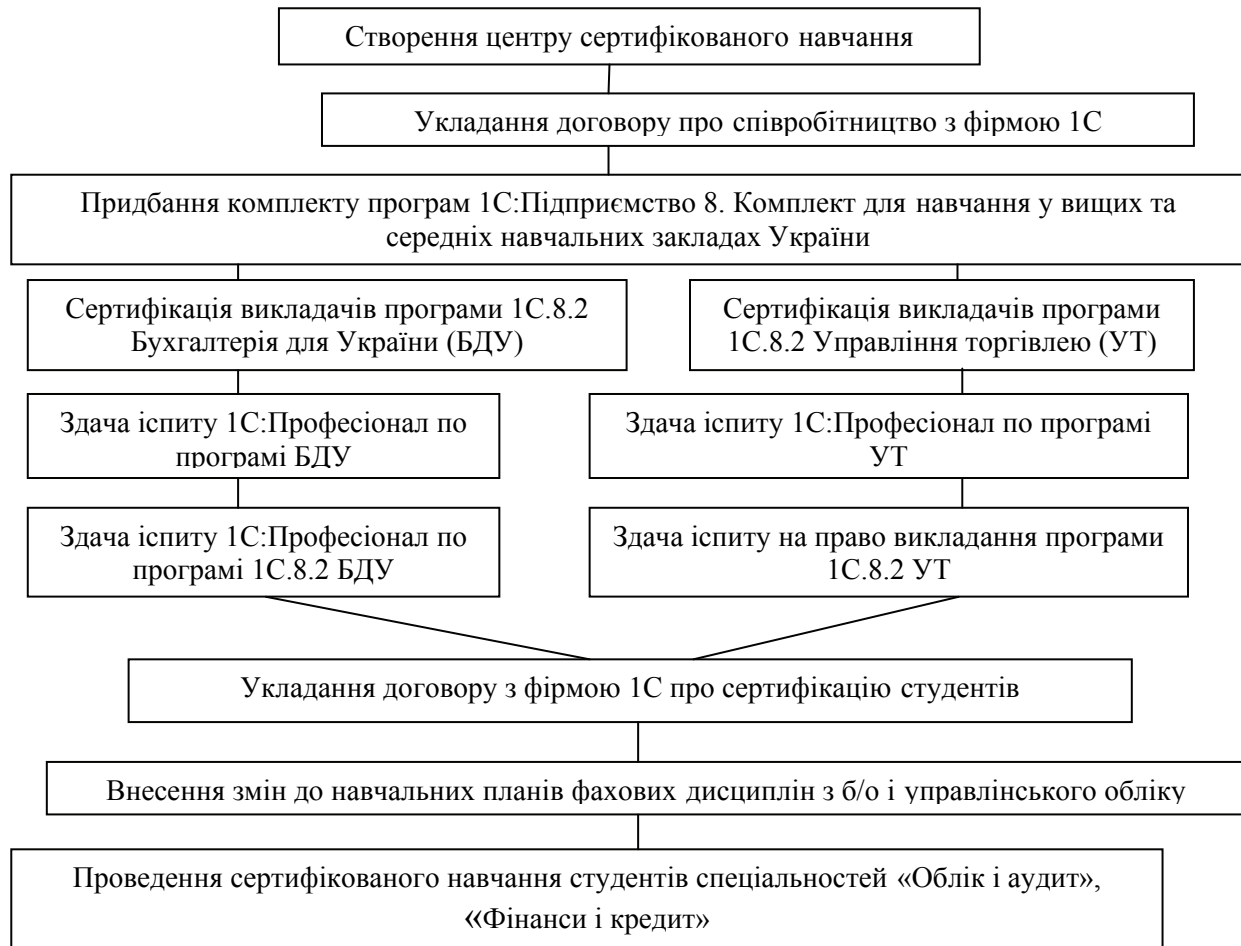 Створення центру сертифікованого навчання
Укладання договору про співробітництво з фірмою 1С
Придбання комплекту програм 1С:Підприємство 8. Комплект для навчання у вищих та
середніх навчальних закладах України
Сертифікація викладачів програми 1С.8.2
Бухгалтерія для України (БДУ)
Сертифікація викладачів програми
1С.8.2 Управління торгівлею (УТ)
Здача іспиту 1С:Професіонал по
програмі БДУ
Здача іспиту 1С:Професіонал по програмі
УТ
Здача іспиту 1С:Професіонал по
програмі 1С.8.2 БДУ
Здача іспиту на право викладання програми
1С.8.2 УТ
Укладання договору з фірмою 1С про сертифікацію студентів
Внесення змін до навчальних планів фахових дисциплін з б/о і управлінського обліку
Проведення сертифікованого навчання студентів спеціальностей «Облік і аудит»,
«Фінанси і кредит»